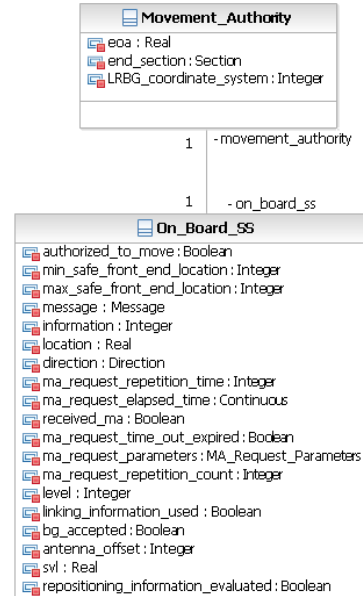 Movement_Authority
eoa : Real
end_section : Section
LRBG_coordinate_system : Integer
1 - movement_authority
1 - on_board_ss
On_Board_SS
authorized_to_move : Boolean
min_safe_front_end_location : Integer
max_safe_front_end_location : Integer
message : Message
information : Integer
location : Real
direction : Direction
ma_request_repetition_time : Integer
ma_request_elapsed_time : Continuous
received_ma : Boolean
ma_request_time_out_expired : Boolean
ma_request_parameters : MA_Request_Parameters
ma_request_repetition_count : Integer
level : Integer
linking_information_used : Boolean
bg_accepted : Boolean
antenna_offset : Integer
svl : Real
repositioning_information_evaluated : Boolean